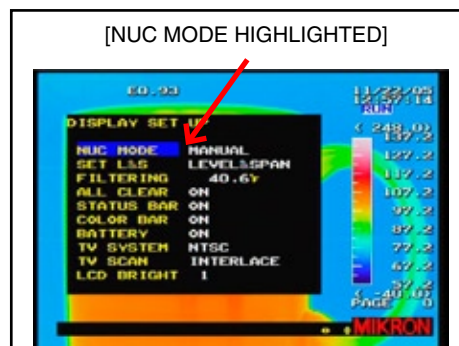 [NUC MODE HIGHLIGHTED]
E0.93
11/23/05
12:57:14
RUN
DISPLAY SET UP
NUC MODE MANUAL
SET L&S LEVEL&SPAN
FILTERING 40.6
ALL CLEAR ON
STATUS BAR ON
COLOR BAR ON
BATTERY ON
TV SYSTEM NTSC
TV SCAN INTERLACE
LCD BRIGHT 1
( 248.0)
137.2
127.2
117.2
107.2
97.2
87.2
77.2
67.2
57.2
( -40.0)
PAGE 0
MIKRON